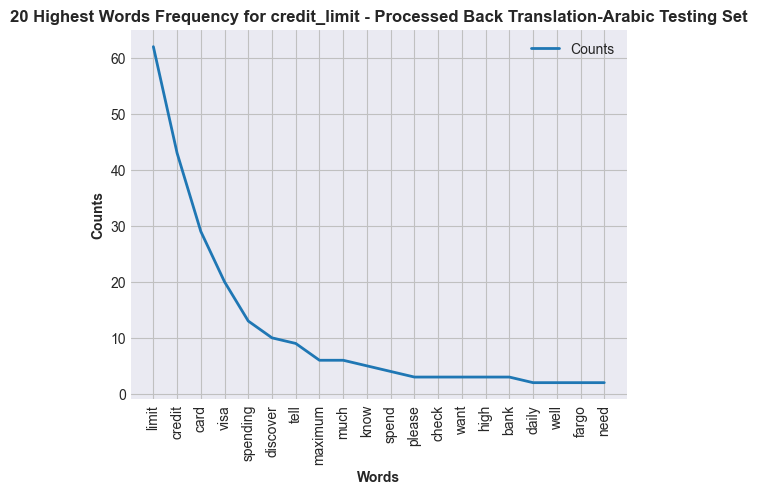 20 Highest Words Frequency for credit_limit - Processed Back Translation-Arabic Testing Set
Counts
60
50
40
30
20
10
0
Counts
limit
credit
card
visa
spending
discover
tell
maximum
much
know
spend
please
check
want
high
bank
daily
well
fargo
need
Words